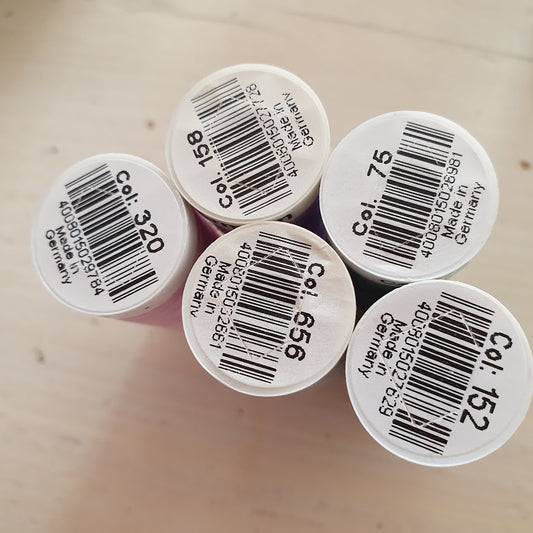 Col: 158
4008015027728
Made in
Germany
Col: 75
4008015026981
Made in
Germany
Col: 320
4008015029784
Made in
Germany
Col: 656
4008015032661
Made in
Germany
Col: 152
4008015027629
Made in
Germany